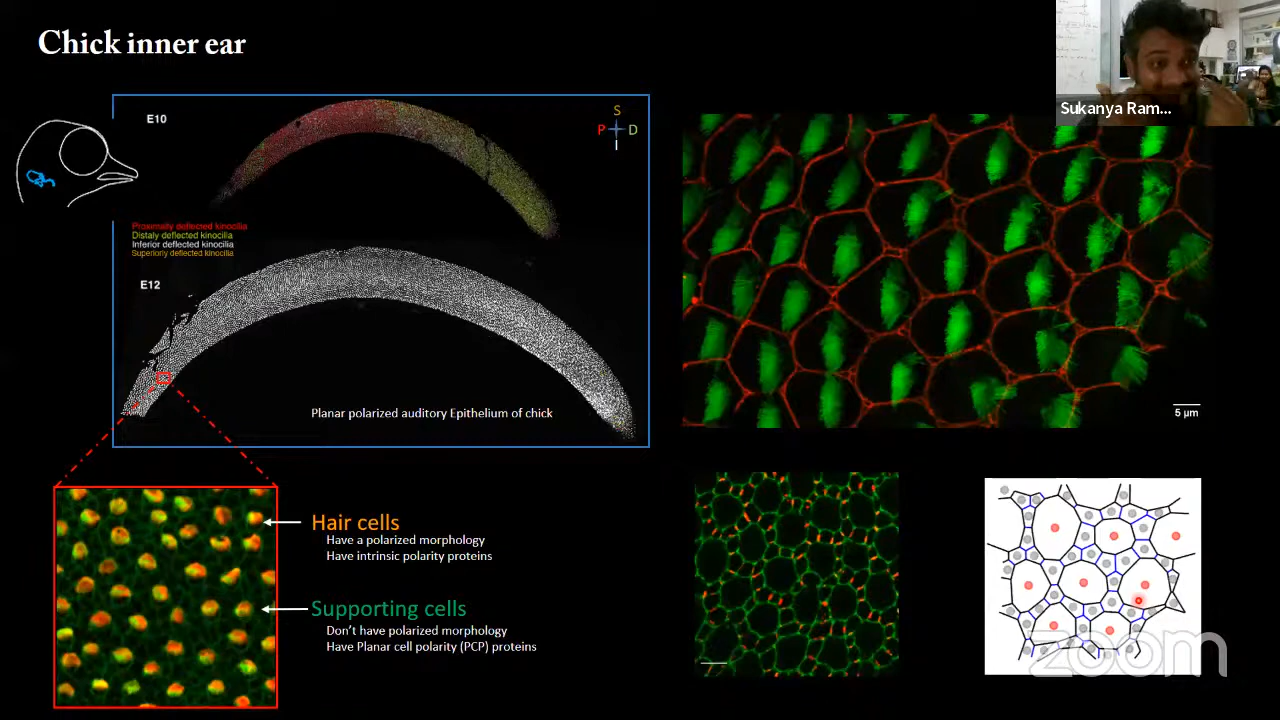 Chick inner ear
Sukanya Ram...
E10
S
P
D
I
Proximally deflected kinocilia
Distaly deflected kinocilia
Inferior deflected kinocilia
Superiorly deflected kinocilia
E12
Planar polarized auditory Epithelium of chick
5 µm
Hair cells
Have a polarized morphology
Have intrinsic polarity proteins
Supporting cells
Don't have polarized morphology
Have Planar cell polarity (PCP) proteins
zoom